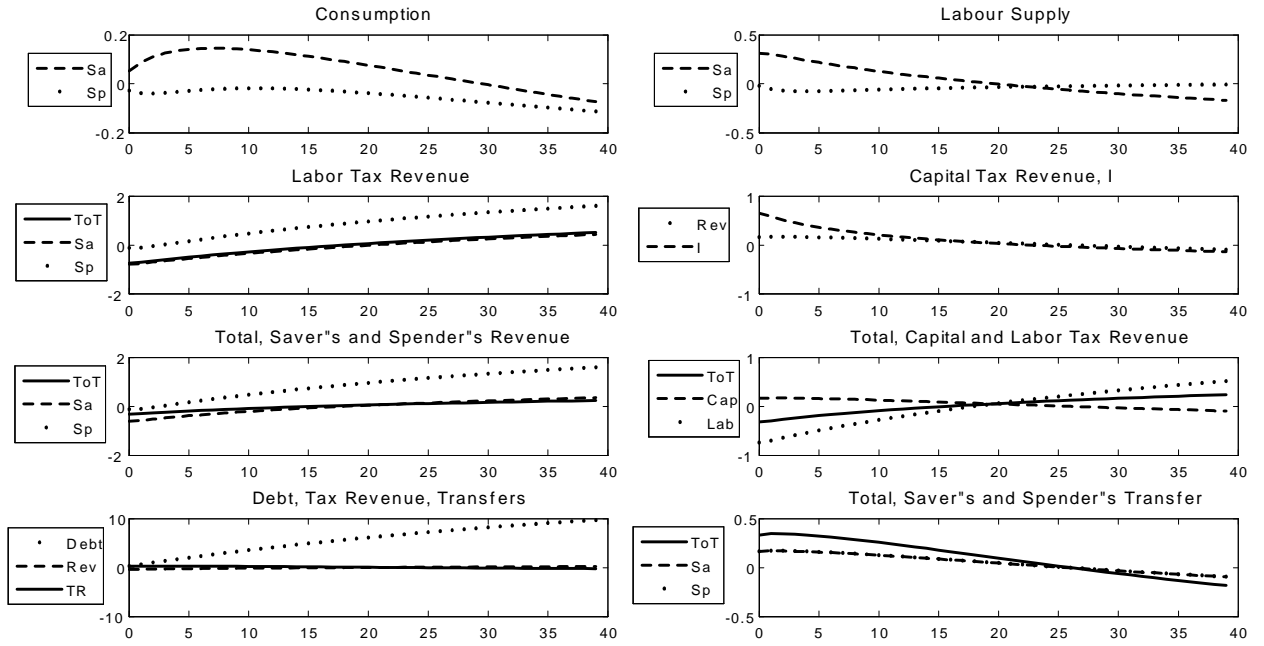 Consumption
Sa
Sp
0.2
0
-0.2
0 5 10 15 20 25 30 35 40
Labour Supply
Sa
Sp
0.5
0
-0.5
0 5 10 15 20 25 30 35 40
Labor Tax Revenue
ToT
Sa
Sp
2
0
-2
0 5 10 15 20 25 30 35 40
Capital Tax Revenue, I
Rev
I
1
0
-1
0 5 10 15 20 25 30 35 40
Total, Saver"s and Spender"s Revenue
ToT
Sa
Sp
2
0
-2
0 5 10 15 20 25 30 35 40
Total, Capital and Labor Tax Revenue
ToT
Cap
Lab
1
0
-1
0 5 10 15 20 25 30 35 40
Debt, Tax Revenue, Transfers
Debt
Rev
TR
10
0
-10
0 5 10 15 20 25 30 35 40
Total, Saver"s and Spender"s Transfer
ToT
Sa
Sp
0.5
0
-0.5
0 5 10 15 20 25 30 35 40